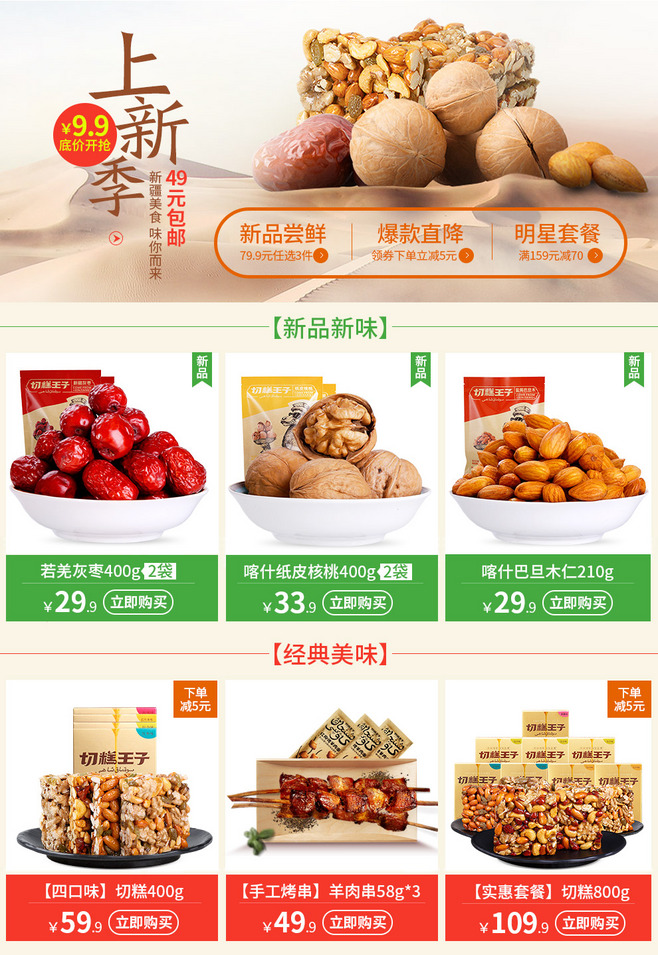 上新季
¥9.9
底价开抢
新疆美食 味你而来
49元包邮
新品尝鲜
79.9元任选3件
爆款直降
领券下单立减5元
明星套餐
满159元减70
【新品新味】
新品
切糕王子
新品
切糕王子
新品
切糕王子
若羌灰枣400g 2袋
¥29.9 立即购买
喀什纸皮核桃400g 2袋
¥33.9 立即购买
喀什巴旦木仁210g
¥29.9 立即购买
【经典美味】
下单
减5元
切糕王子
下单
减5元
切糕王子
切糕王子
切糕王子
【四口味】切糕400g
¥59.9 立即购买
【手工烤串】羊肉串58g*3
¥49.9 立即购买
【实惠套餐】切糕800g
¥109.9 立即购买